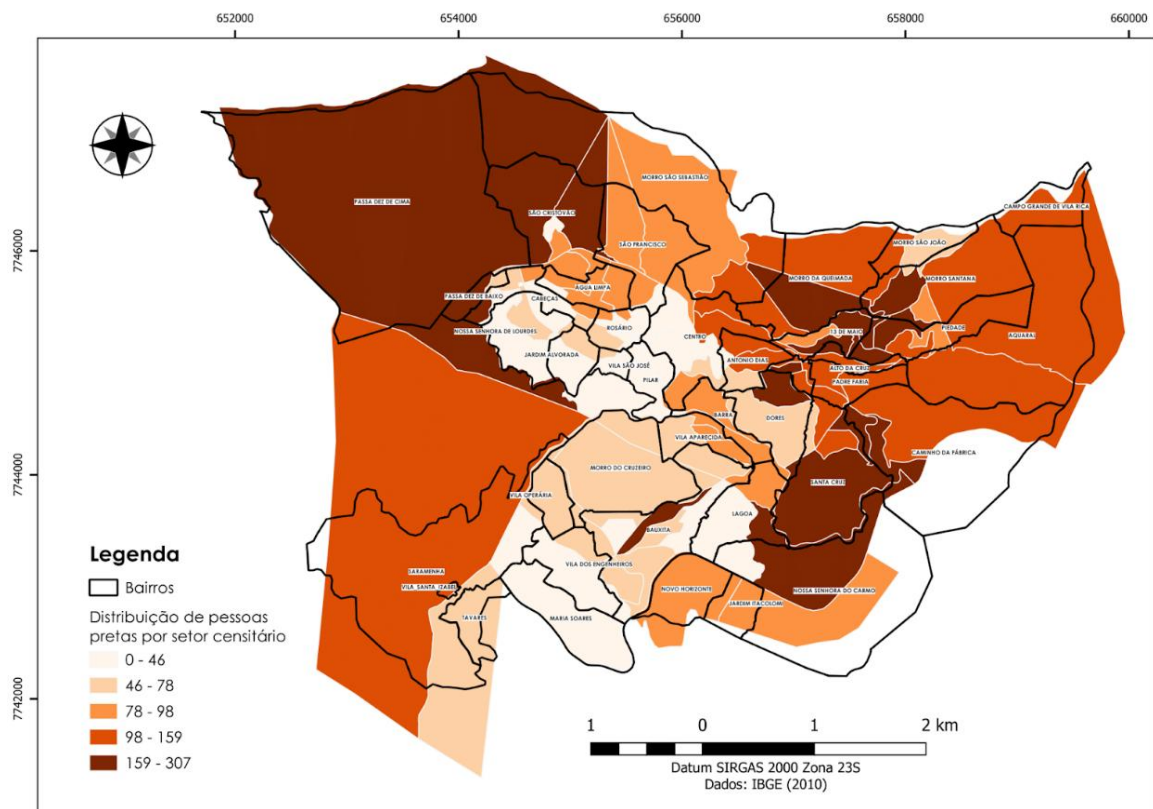 652000
654000
656000
658000
660000
7746000
7744000
7742000
CAMPO GRANDE DE VILA RICA
MORRO SÃO SEBASTIÃO
PASSA DEZ DE CIMA
SÃO CRISTOVÃO
SÃO FRANCISCO
MORRO SÃO JOÃO
MORRO DA QUEIMADA
MORRO SANTANA
ÁGUA LIMPA
PASSA DEZ DE BAIXO
CABEÇAS
NOSSA SENHORA DE LOURDES
ROSÁRIO
CENTRO
13 DE MAIO
PIEDADE
TAQUARAL
JARDIM ALVORADA
VILA SÃO JOSÉ
PILAR
ANTONIO DIAS
ALTO DA CRUZ
PADRE FARIA
BARRA
DORES
VILA APARECIDA
CAMINHO DA FÁBRICA
MORRO DO CRUZEIRO
SANTA CRUZ
VILA OPERÁRIA
LAGOA
BAUXITA
SARAMENHA
VILA DOS ENGENHEIROS
VILA SANTA IZABEL
NOVO HORIZONTE
NOSSA SENHORA DO CARMO
JARDIM ITACOLOMI
TAVARES
MARIA SOARES
Legenda
Bairros
Distribuição de pessoas
pretas por setor censitário
0 - 46
46 - 78
78 - 98
98 - 159
159 - 307
1 0 1 2 km
Datum SIRGAS 2000 Zona 23S
Dados: IBGE (2010)